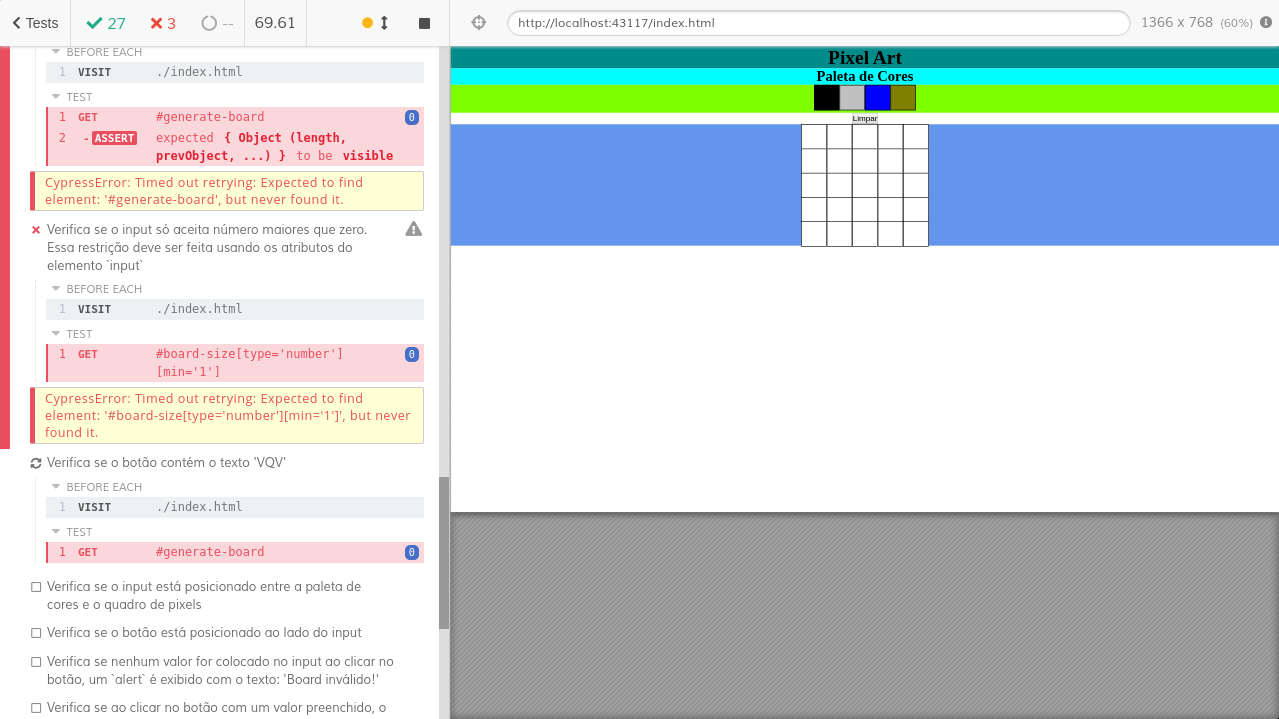 Tests
27
3
--
69.61
http://localhost:43117/index.html
1366 x 768 (60%)
BEFORE EACH
1 VISIT ./index.html
TEST
1 GET #generate-board 0
2 -ASSERT expected { Object (length,
prevObject, ...) } to be visible
CypressError: Timed out retrying: Expected to find
element: '#generate-board', but never found it.
Verifica se o input só aceita número maiores que zero.
Essa restrição deve ser feita usando os atributos do
elemento `input`
BEFORE EACH
1 VISIT ./index.html
TEST
1 GET #board-size[type='number'] 0
[min='1']
CypressError: Timed out retrying: Expected to find
element: '#board-size[type='number'][min='1']', but never
found it.
Verifica se o botão contém o texto 'VQV'
BEFORE EACH
1 VISIT ./index.html
TEST
1 GET #generate-board 0
Verifica se o input está posicionado entre a paleta de
cores e o quadro de pixels
Verifica se o botão está posicionado ao lado do input
Verifica se nenhum valor for colocado no input ao clicar no
botão, um `alert` é exibido com o texto: 'Board inválido!'
Verifica se ao clicar no botão com um valor preenchido, o
Pixel Art
Paleta de Cores
Limpar